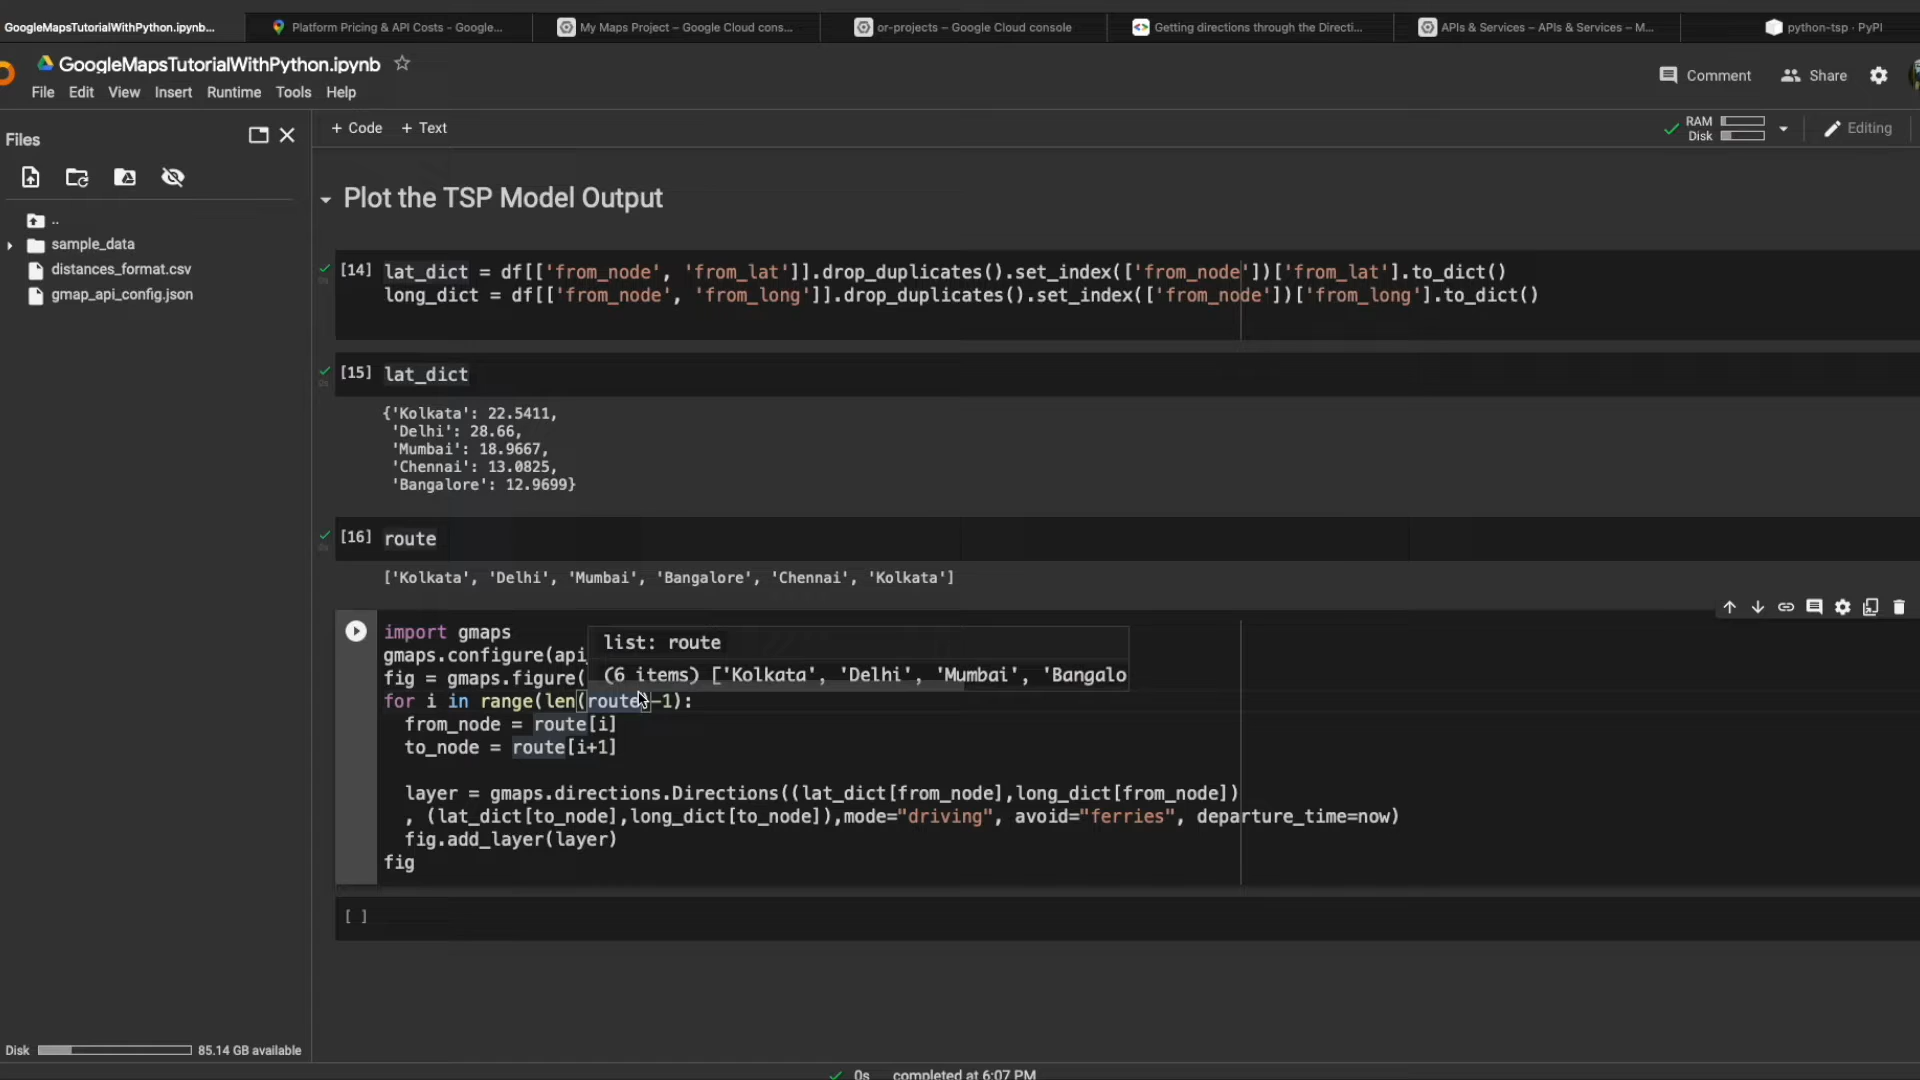 GoogleMapsTutorialWithPython.ipynb...
Platform Pricing & API Costs – Google...
My Maps Project – Google Cloud cons...
or-projects – Google Cloud console
Getting directions through the Directi...
APIs & Services – APIs & Services – M...
python-tsp · PyPI
GoogleMapsTutorialWithPython.ipynb
Comment
Share
File Edit View Insert Runtime Tools Help
Files
+ Code + Text
RAM
Disk
Editing
..
sample_data
distances_format.csv
gmap_api_config.json
Plot the TSP Model Output
[14] lat_dict = df[['from_node', 'from_lat']].drop_duplicates().set_index(['from_node'])['from_lat'].to_dict()
long_dict = df[['from_node', 'from_long']].drop_duplicates().set_index(['from_node'])['from_long'].to_dict()
[15] lat_dict
{'Kolkata': 22.5411,
'Delhi': 28.66,
'Mumbai': 18.9667,
'Chennai': 13.0825,
'Bangalore': 12.9699}
[16] route
['Kolkata', 'Delhi', 'Mumbai', 'Bangalore', 'Chennai', 'Kolkata']
import gmaps
gmaps.configure(api
fig = gmaps.figure(
list: route
(6 items) ['Kolkata', 'Delhi', 'Mumbai', 'Bangalo
for i in range(len(route)-1):
from_node = route[i]
to_node = route[i+1]
layer = gmaps.directions.Directions((lat_dict[from_node],long_dict[from_node])
, (lat_dict[to_node],long_dict[to_node]),mode="driving", avoid="ferries", departure_time=now)
fig.add_layer(layer)
fig
[ ]
Disk 85.14 GB available
0s completed at 6:07 PM